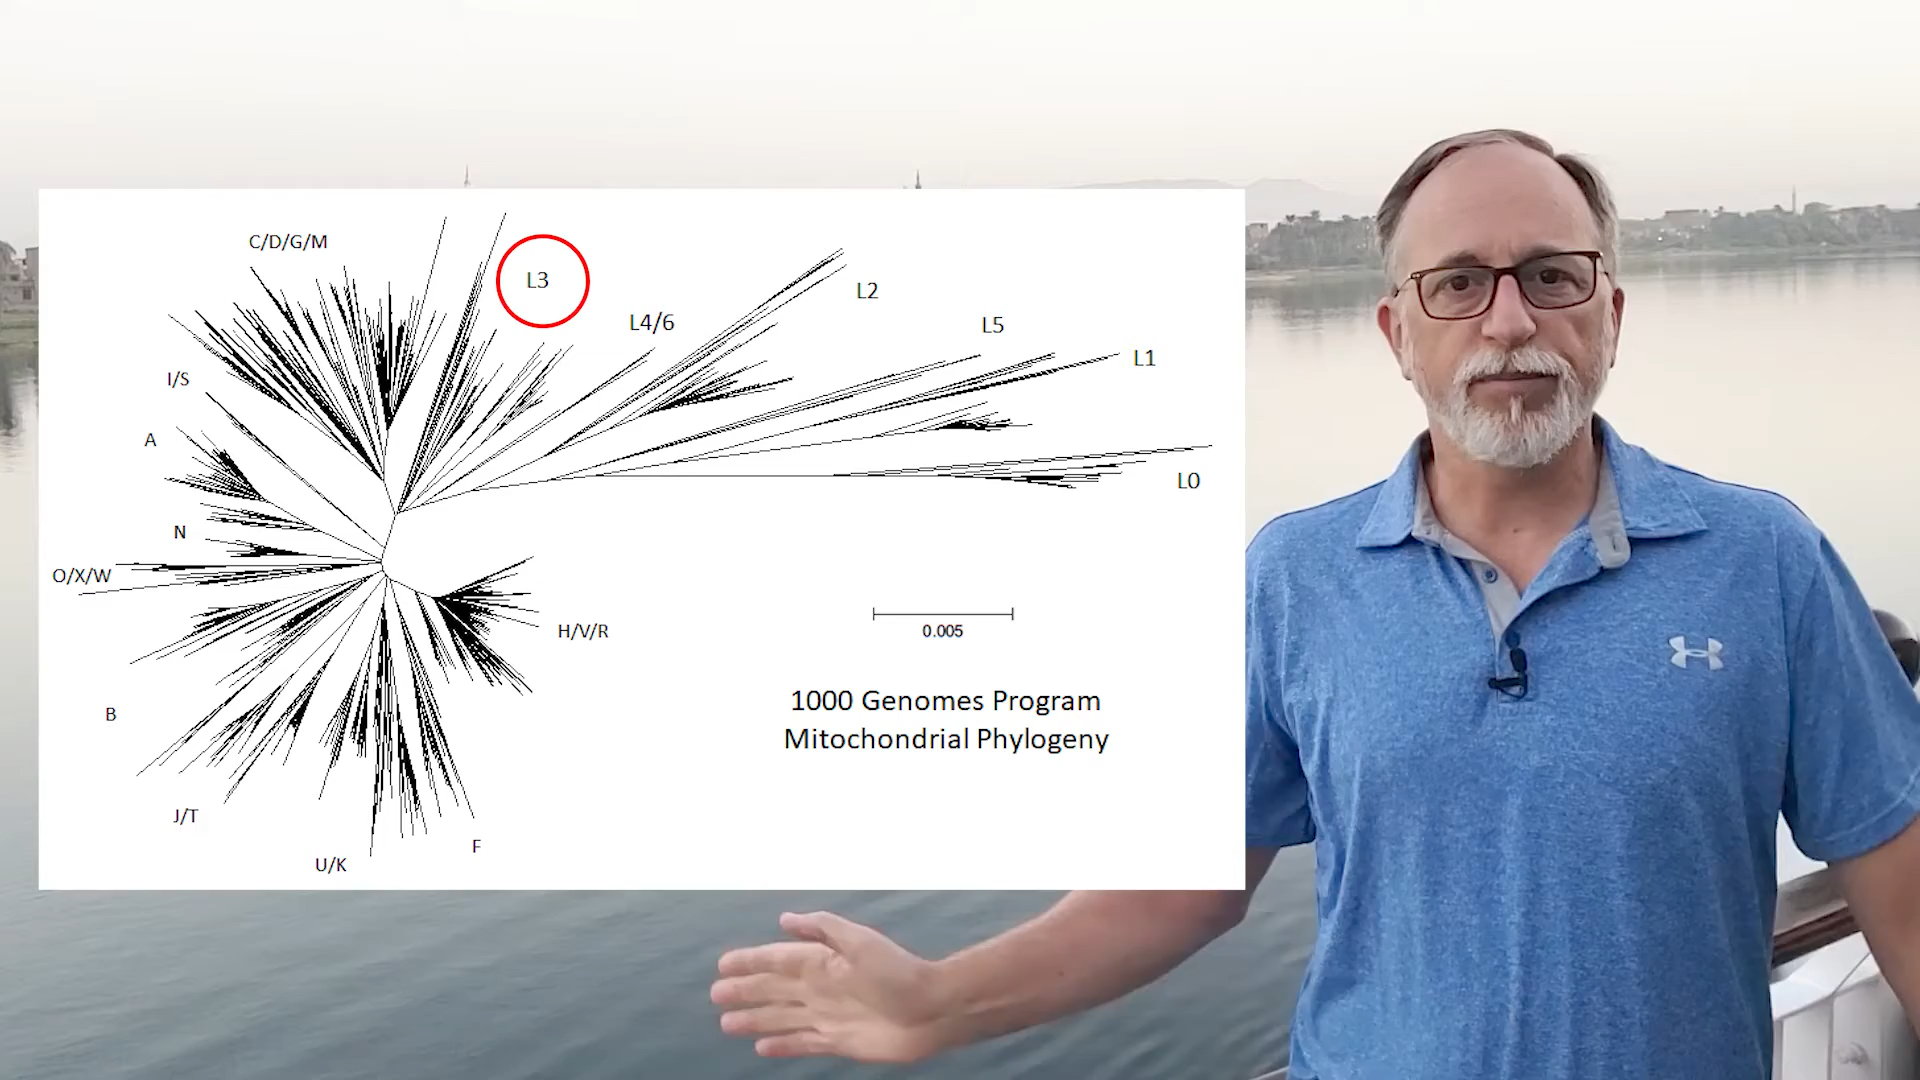 C/D/G/M
L3
L2
L4/6
L5
L1
I/S
A
L0
N
O/X/W
H/V/R
0.005
1000 Genomes Program
Mitochondrial Phylogeny
B
J/T
F
U/K